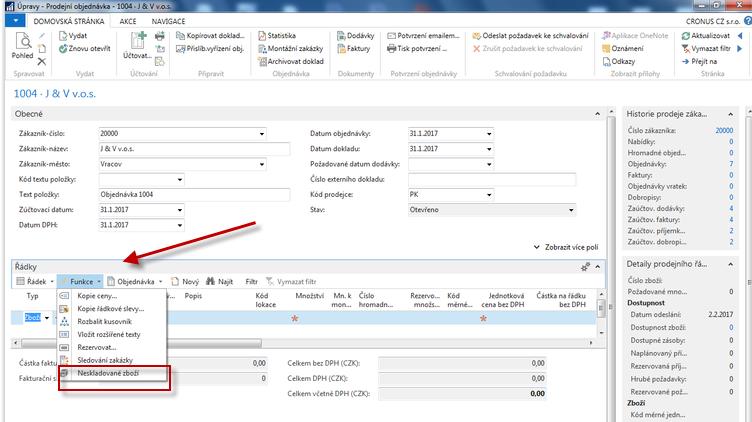 Úpravy - Prodejní objednávka - 1004 · J & V v.o.s.
DOMOVSKÁ STRÁNKA AKCE NAVIGACE CRONUS CZ s.r.o.
Pohled
Spravovat
Vydat
Znovu otevřít
Vydat
Účtovat...
Účtování
Kopírovat doklad...
Přislib.vyřízení obj.
Připravit
Statistika
Montážní zakázky
Archivovat doklad
Objednávka
Dodávky
Faktury
Dokumenty
Potvrzení emailem...
Tisk potvrzení ...
Potvrzení objednávky
Odeslat požadavek ke schvalování
Zrušit požadavek ke schvalování
Schvalování požadavku
Aplikace OneNote
Oznámení
Odkazy
Zobrazit přílohy
Aktualizovat
Vymazat filtr
Přejít na
Stránka
1004 · J & V v.o.s.
Obecné
Zákazník-číslo: 20000
Zákazník-název: J & V v.o.s.
Zákazník-město: Vracov
Kód textu položky:
Text položky: Objednávka 1004
Zúčtovací datum: 31.1.2017
Datum DPH: 31.1.2017
Datum objednávky: 31.1.2017
Datum dokladu: 31.1.2017
Požadované datum dodávky:
Číslo externího dokladu:
Kód prodejce: PK
Stav: Otevřeno
Zobrazit více polí
Řádky
Řádek Funkce Objednávka Nový Najít Filtr Vymazat filtr
Typ Popis Kód lokace Množství Mn. k mon... Číslo hromadn... Rezervo... množs... Kód měrné... Jednotková cena bez DPH Částka na řádku bez DPH
Zboží * *
Kopie ceny...
Kopie řádkové slevy...
Rozbalit kusovník
Vložit rozšířené texty
Rezervovat...
Sledování zakázky
Neskladované zboží
Částka faktu 0,00
Fakturační s 0
Celkem bez DPH (CZK): 0,00
Celkem DPH (CZK): 0,00
Celkem včetně DPH (CZK): 0,00
Historie prodeje záka...
Číslo zákazníka: 20000
Nabídky: 0
Hromadné objed... 0
Objednávky: 7
Faktury: 0
Objednávky vratek: 0
Dobropisy: 0
Zaúčtov. dodávky: 4
Zaúčtov. faktury: 4
Zaúčtov. příjemk... 2
Zaúčtov. dobropi... 2
Detaily prodejního řá...
Číslo zboží:
Požadované mno... 0
Dostupnost
Datum odeslání: 2.2.2017
Dostupnost zboží: 0
Dostupné zásoby: 0
Naplánovaný pří... 0
Rezervovaná příj... 0
Hrubé požadavky: 0
Rezervované pož... 0
Zboží
Kód měrné jedn...